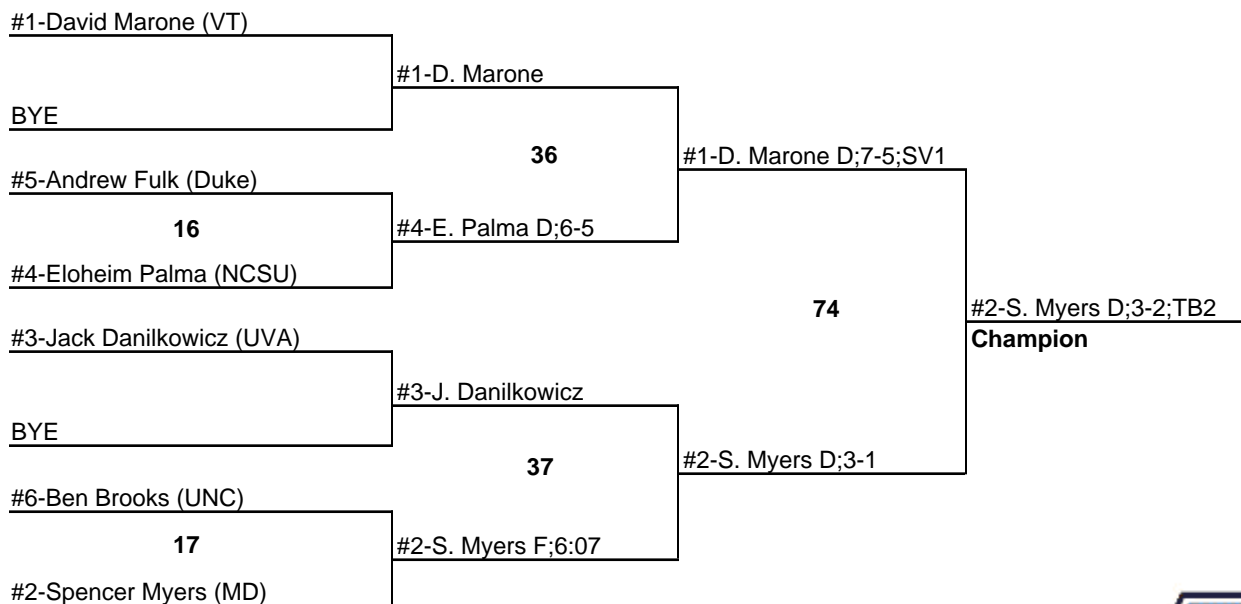 #1-David Marone (VT)
#1-D. Marone
BYE
36
#1-D. Marone D;7-5;SV1
#5-Andrew Fulk (Duke)
16
#4-E. Palma D;6-5
#4-Eloheim Palma (NCSU)
74
#2-S. Myers D;3-2;TB2
Champion
#3-Jack Danilkowicz (UVA)
#3-J. Danilkowicz
BYE
37
#2-S. Myers D;3-1
#6-Ben Brooks (UNC)
17
#2-S. Myers F;6:07
#2-Spencer Myers (MD)